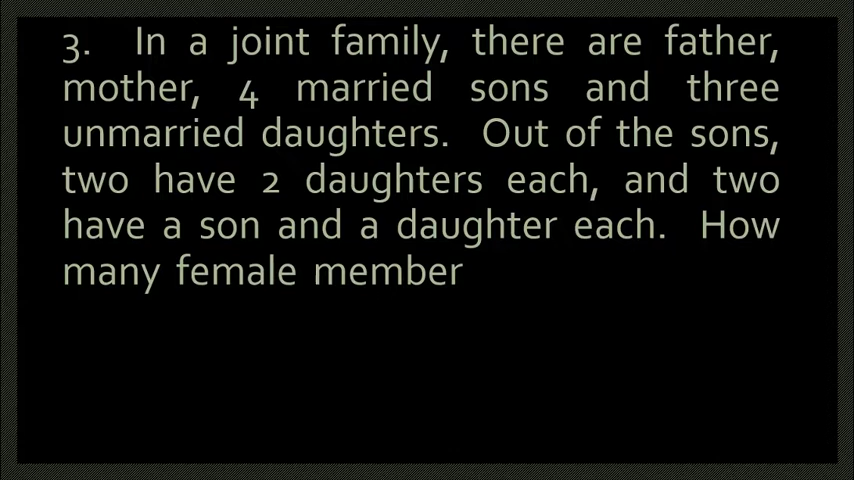 3. In a joint family, there are father,
mother, 4 married sons and three
unmarried daughters. Out of the sons,
two have 2 daughters each, and two
have a son and a daughter each. How
many female member